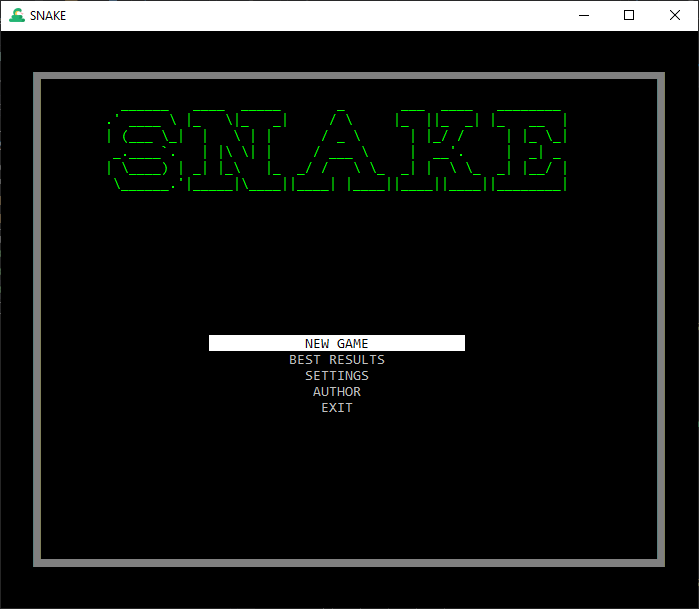 SNAKE
SNAKE
NEW GAME
BEST RESULTS
SETTINGS
AUTHOR
EXIT